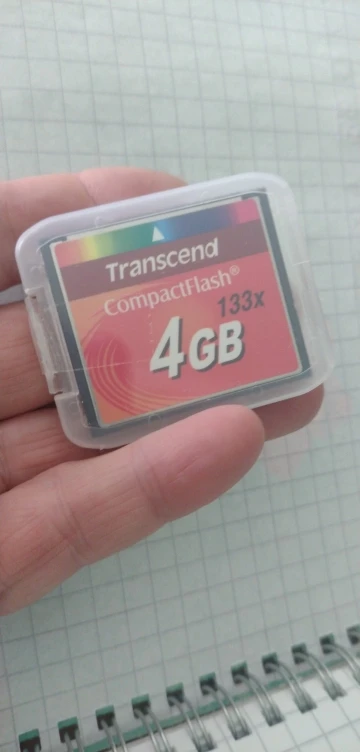 Transcend
CompactFlash®
133x
4GB